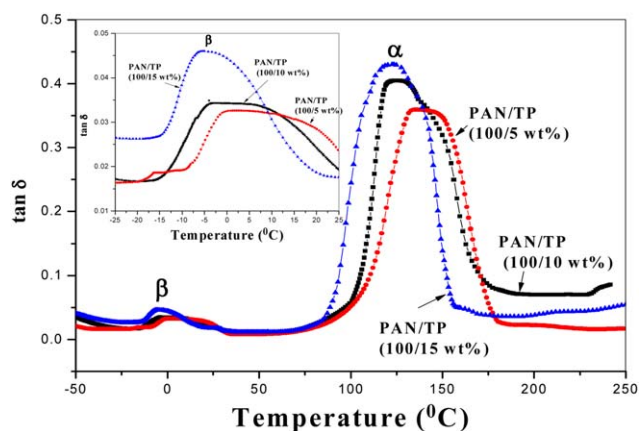 β
PAN/TP
(100/15 wt%)
PAN/TP
(100/10 wt%)
PAN/TP
(100/5 wt%)
0.05
0.04
0.03
0.02
0.01
tan δ
-25 -20 -15 -10 -5 0 5 10 15 20 25
Temperature (⁰C)
α
PAN/TP
(100/5 wt%)
PAN/TP
(100/10 wt%)
PAN/TP
(100/15 wt%)
β
0.5
0.4
0.3
0.2
0.1
0.0
tan δ
-50 0 50 100 150 200 250
Temperature (⁰C)